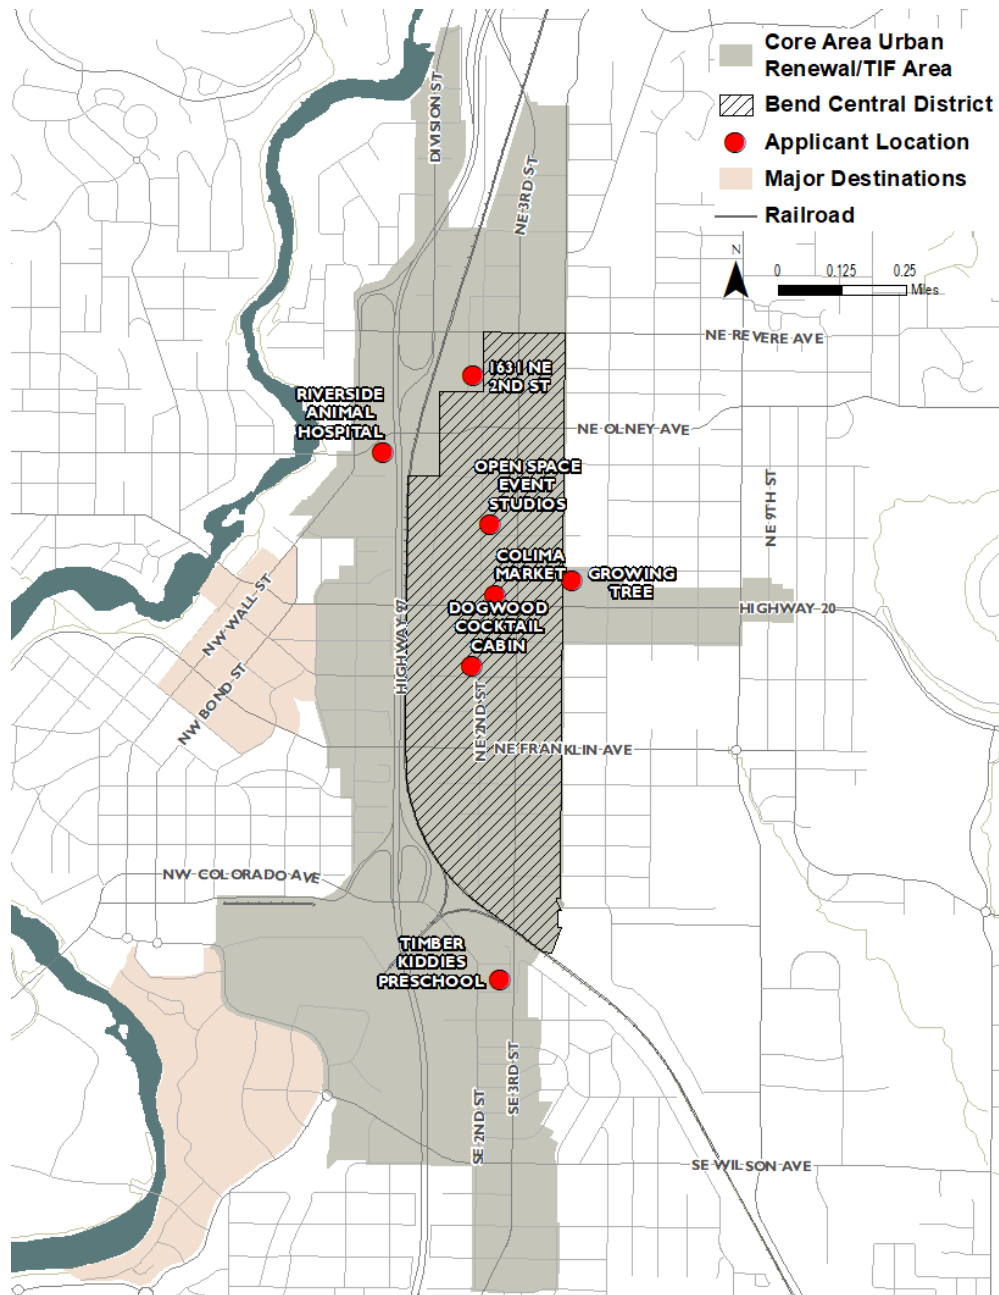 Core Area Urban
Renewal/TIF Area
Bend Central District
Applicant Location
Major Destinations
Railroad
N
0 0.125 0.25
Miles
DIVISION ST
NE 3RD ST
NE REVERE AVE
1631 NE
2ND ST
RIVERSIDE
ANIMAL
HOSPITAL
NE OLNEY AVE
OPEN SPACE
EVENT
STUDIOS
NE 9TH ST
COLIMA
MARKET
GROWING
TREE
NW WALL ST
HIGHWAY 97
DOGWOOD
COCKTAIL
CABIN
HIGHWAY 20
NW BOND ST
NE 2ND ST
NE FRANKLIN AVE
NW COLORADO AVE
TIMBER
KIDDIES
PRESCHOOL
SE 3RD ST
SE 2ND ST
SE WILSON AVE